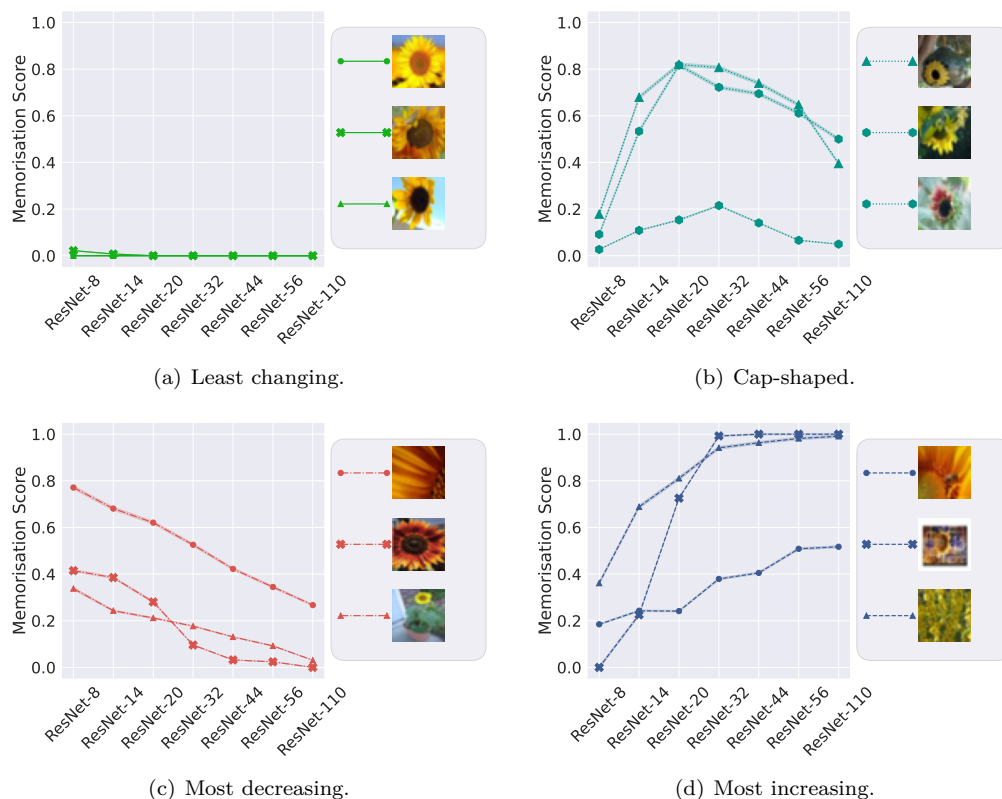 Memorisation Score
1.0
0.8
0.6
0.4
0.2
0.0
ResNet-8
ResNet-14
ResNet-20
ResNet-32
ResNet-44
ResNet-56
ResNet-110
(a) Least changing.
Memorisation Score
1.0
0.8
0.6
0.4
0.2
0.0
ResNet-8
ResNet-14
ResNet-20
ResNet-32
ResNet-44
ResNet-56
ResNet-110
(b) Cap-shaped.
Memorisation Score
1.0
0.8
0.6
0.4
0.2
0.0
ResNet-8
ResNet-14
ResNet-20
ResNet-32
ResNet-44
ResNet-56
ResNet-110
(c) Most decreasing.
Memorisation Score
1.0
0.8
0.6
0.4
0.2
0.0
ResNet-8
ResNet-14
ResNet-20
ResNet-32
ResNet-44
ResNet-56
ResNet-110
(d) Most increasing.